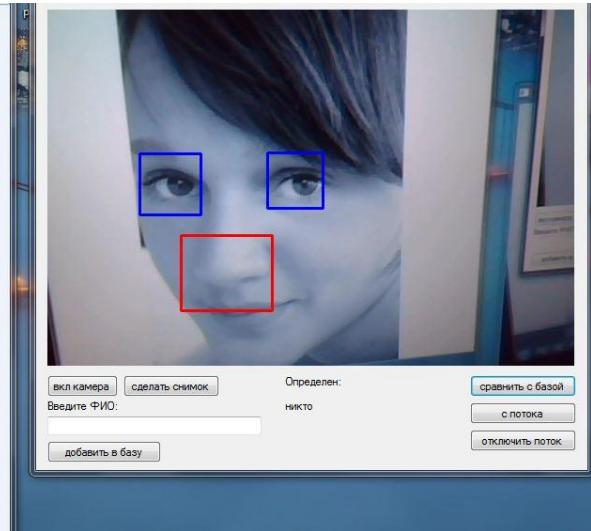 вкл камера
сделать снимок
Определен:
сравнить с базой
Введите ФИО:
никто
с потока
добавить в базу
отключить поток